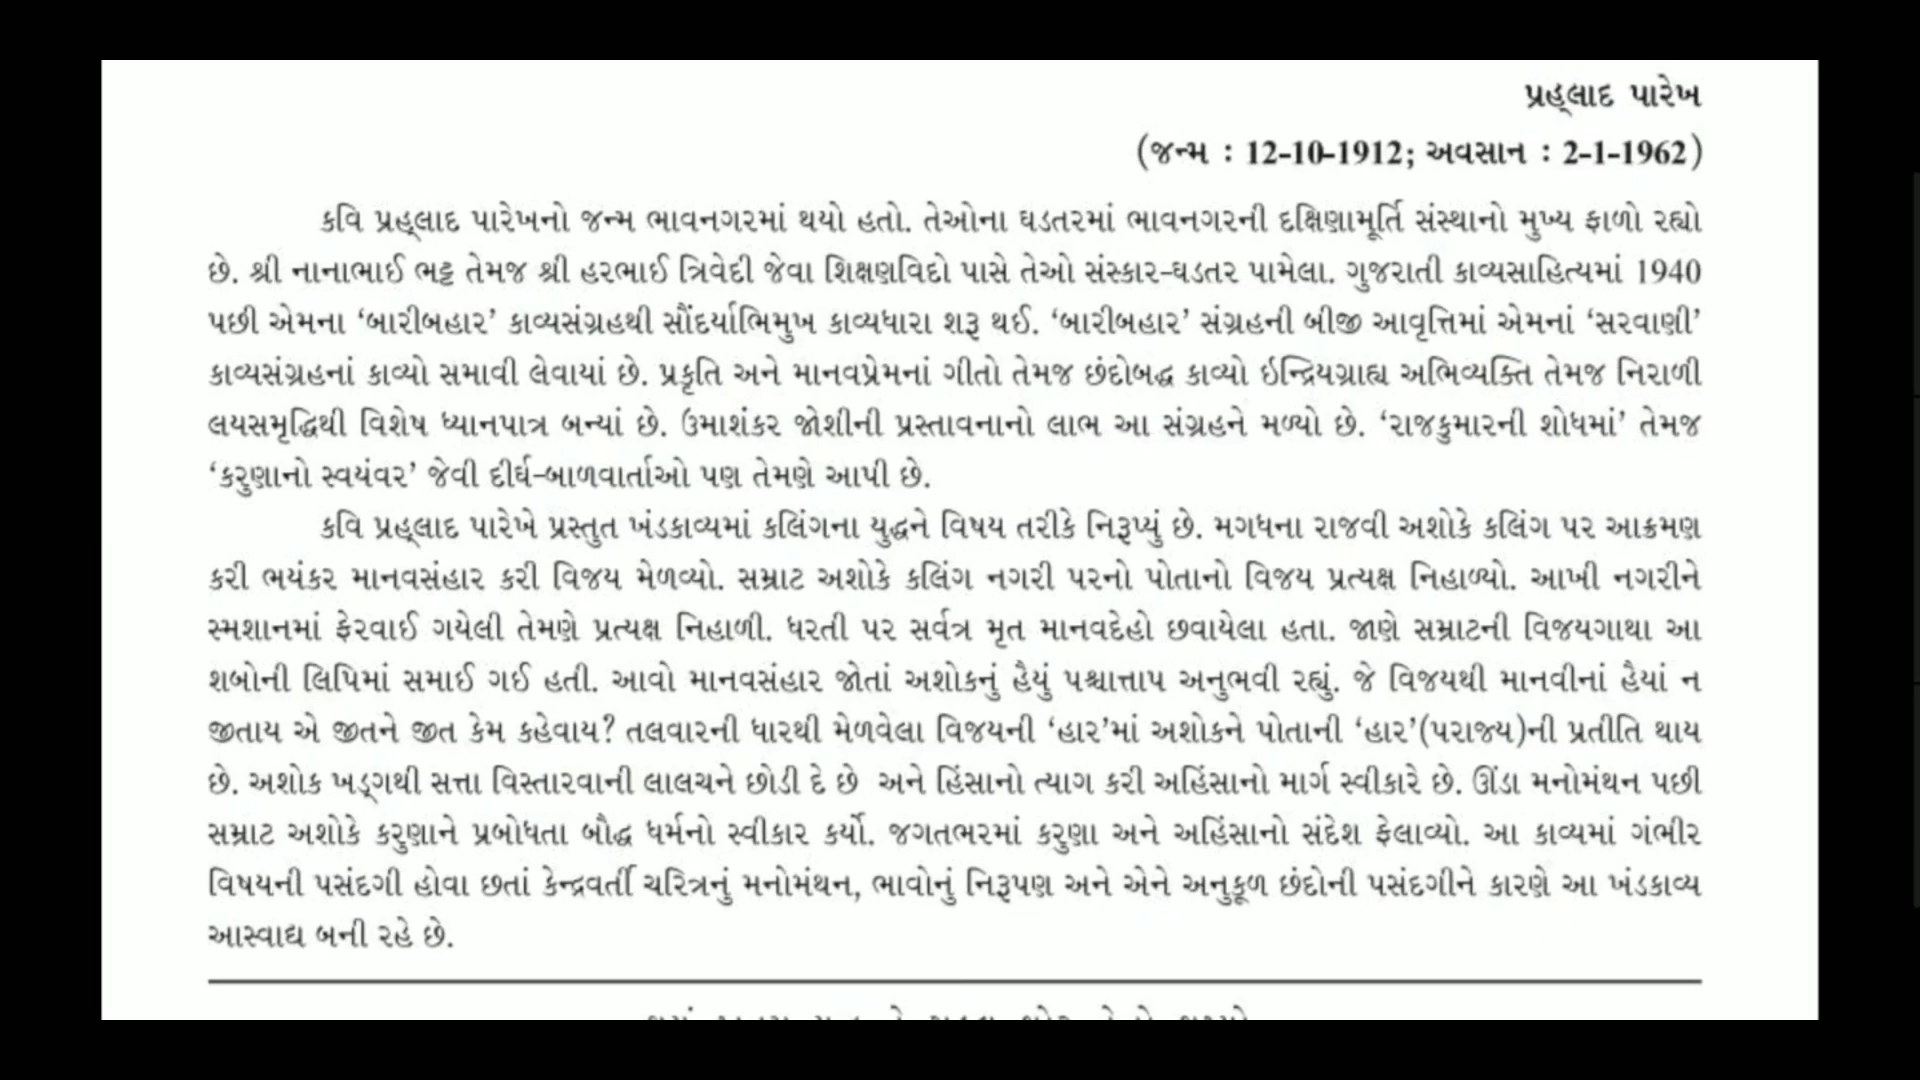 પ્રહ્લાદ પારેખ
(જન્મ : 12-10-1912; અવસાન : 2-1-1962)
કવિ પ્રહ્લાદ પારેખનો જન્મ ભાવનગરમાં થયો હતો. તેઓના ઘડતરમાં ભાવનગરની દક્ષિણામૂર્તિ સંસ્થાનો મુખ્ય ફાળો રહ્યો
છે. શ્રી નાનાભાઈ ભટ્ટ તેમજ શ્રી હરભાઈ ત્રિવેદી જેવા શિક્ષણવિદો પાસે તેઓ સંસ્કાર-ઘડતર પામેલા. ગુજરાતી કાવ્યસાહિત્યમાં 1940
પછી એમના ‘બારીબહાર’ કાવ્યસંગ્રહથી સૌંદર્યાભિમુખ કાવ્યધારા શરૂ થઈ. ‘બારીબહાર’ સંગ્રહની બીજી આવૃત્તિમાં એમનાં ‘સરવાણી’
કાવ્યસંગ્રહનાં કાવ્યો સમાવી લેવાયાં છે. પ્રકૃતિ અને માનવપ્રેમનાં ગીતો તેમજ છંદોબદ્ધ કાવ્યો ઇન્દ્રિયગ્રાહ્ય અભિવ્યક્તિ તેમજ નિરાળી
લયસમૃદ્ધિથી વિશેષ ધ્યાનપાત્ર બન્યાં છે. ઉમાશંકર જોશીની પ્રસ્તાવનાનો લાભ આ સંગ્રહને મળ્યો છે. ‘રાજકુમારની શોધમાં’ તેમજ
‘કરુણાનો સ્વયંવર’ જેવી દીર્ઘ-બાળવાર્તાઓ પણ તેમણે આપી છે.
કવિ પ્રહ્લાદ પારેખે પ્રસ્તુત ખંડકાવ્યમાં કલિંગના યુદ્ધને વિષય તરીકે નિરૂપ્યું છે. મગધના રાજવી અશોકે કલિંગ પર આક્રમણ
કરી ભયંકર માનવસંહાર કરી વિજય મેળવ્યો. સમ્રાટ અશોકે કલિંગ નગરી પરનો પોતાનો વિજય પ્રત્યક્ષ નિહાળ્યો. આખી નગરીને
સ્મશાનમાં ફેરવાઈ ગયેલી તેમણે પ્રત્યક્ષ નિહાળી. ધરતી પર સર્વત્ર મૃત માનવદેહો છવાયેલા હતા. જાણે સમ્રાટની વિજયગાથા આ
શબોની લિપિમાં સમાઈ ગઈ હતી. આવો માનવસંહાર જોતાં અશોકનું હૈયું પશ્ચાત્તાપ અનુભવી રહ્યું. જે વિજયથી માનવીનાં હૈયાં ન
જીતાય એ જીતને જીત કેમ કહેવાય? તલવારની ધારથી મેળવેલા વિજયની ‘હાર’માં અશોકને પોતાની ‘હાર’(પરાજ્ય)ની પ્રતીતિ થાય
છે. અશોક ખડ્ગથી સત્તા વિસ્તારવાની લાલચને છોડી દે છે અને હિંસાનો ત્યાગ કરી અહિંસાનો માર્ગ સ્વીકારે છે. ઊંડા મનોમંથન પછી
સમ્રાટ અશોકે કરુણાને પ્રબોધતા બૌદ્ધ ધર્મનો સ્વીકાર કર્યો. જગતભરમાં કરુણા અને અહિંસાનો સંદેશ ફેલાવ્યો. આ કાવ્યમાં ગંભીર
વિષયની પસંદગી હોવા છતાં કેન્દ્રવર્તી ચરિત્રનું મનોમંથન, ભાવોનું નિરૂપણ અને એને અનુકૂળ છંદોની પસંદગીને કારણે આ ખંડકાવ્ય
આસ્વાદ્ય બની રહે છે.